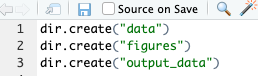 Source on Save
1 dir.create("data")
2 dir.create("figures")
3 dir.create("output_data")